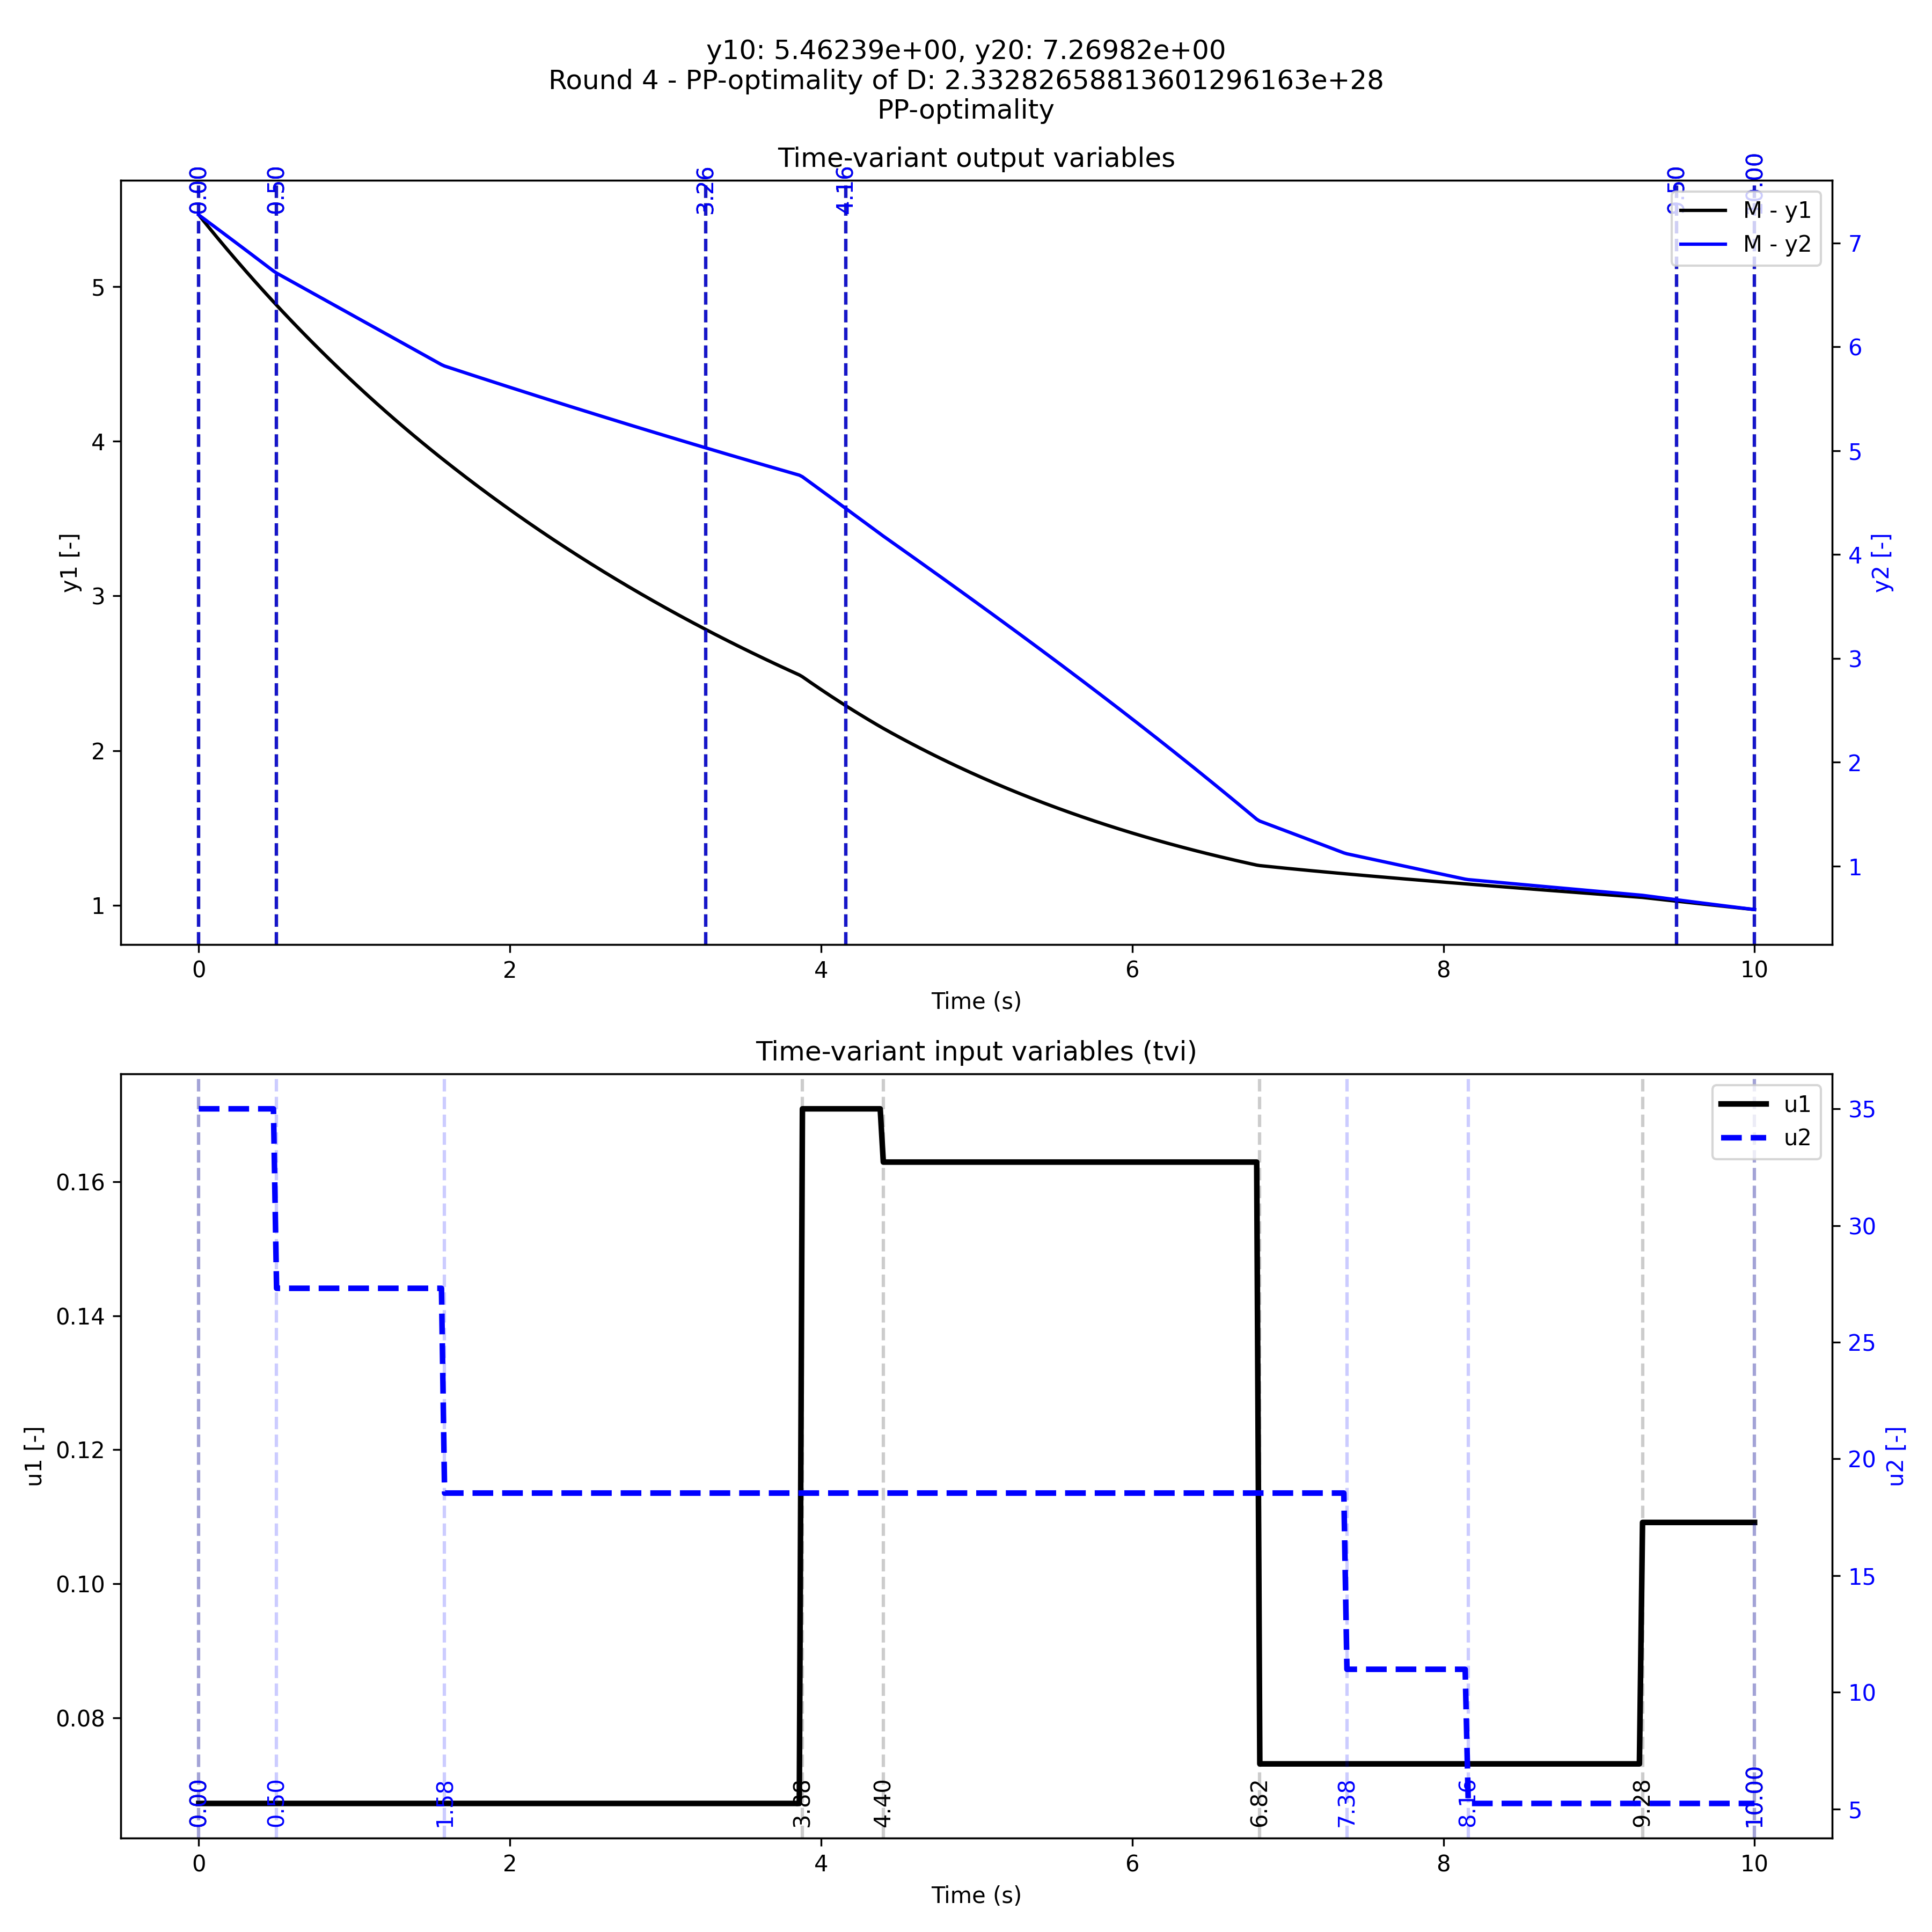 y10: 5.46239e+00, y20: 7.26982e+00
Round 4 - PP-optimality of D: 2.33282658813601296163e+28
PP-optimality
Time-variant output variables
0.00
0.50
3.26
4.16
9.50
10.00
M - y1
M - y2
5
4
3
2
1
y1 [-]
7
6
5
4
3
2
1
y2 [-]
0 2 4 6 8 10
Time (s)
Time-variant input variables (tvi)
u1
u2
0.16
0.14
0.12
0.10
0.08
u1 [-]
35
30
25
20
15
10
5
u2 [-]
0.00
0.50
1.58
3.88
4.40
6.82
7.38
8.16
9.28
10.00
0 2 4 6 8 10
Time (s)